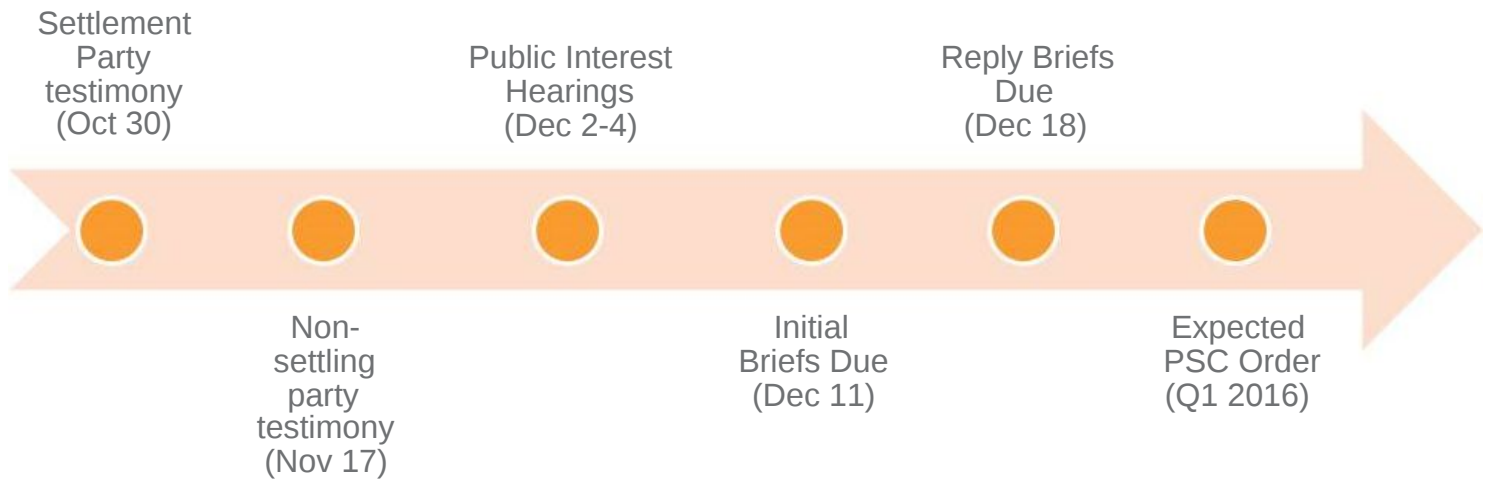 Settlement
Party
testimony
(Oct 30)
Non-
settling
party
testimony
(Nov 17)
Public Interest
Hearings
(Dec 2-4)
Initial
Briefs Due
(Dec 11)
Reply Briefs
Due
(Dec 18)
Expected
PSC Order
(Q1 2016)